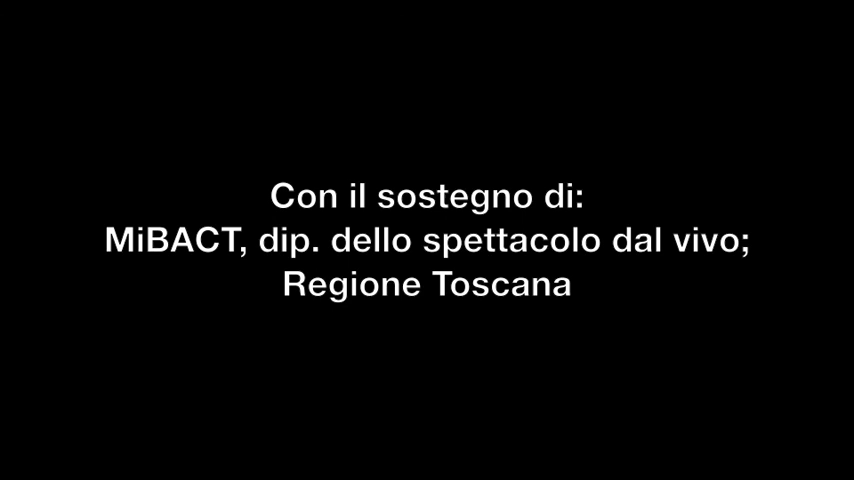 Con il sostegno di:
MiBACT, dip. dello spettacolo dal vivo;
Regione Toscana